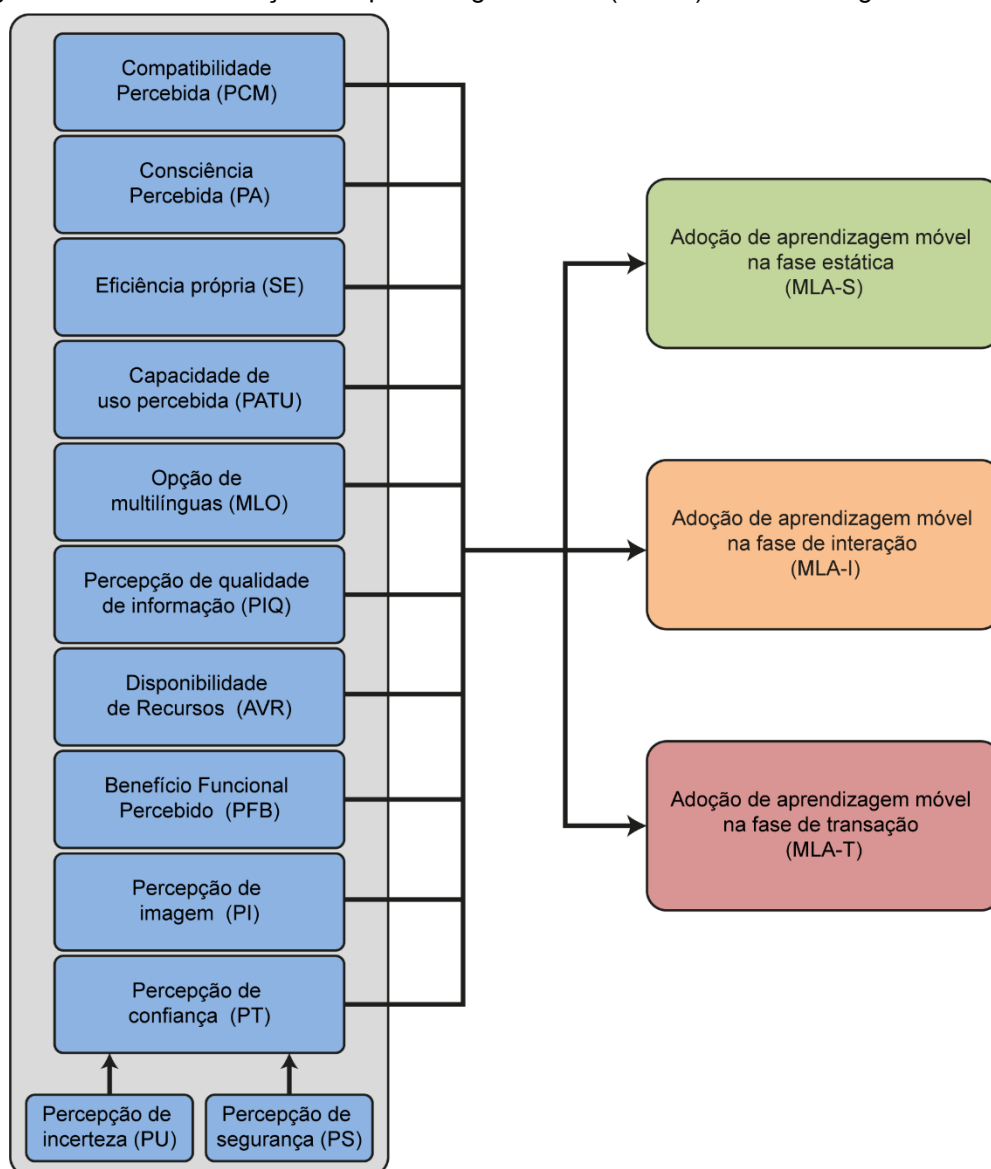 Compatibilidade
Percebida (PCM)
Consciência
Percebida (PA)
Eficiência própria (SE)
Capacidade de
uso percebida (PATU)
Opção de
multilínguas (MLO)
Percepção de qualidade
de informação (PIQ)
Disponibilidade
de Recursos (AVR)
Benefício Funcional
Percebido (PFB)
Percepção de
imagem (PI)
Percepção de
confiança (PT)
Percepção de
incerteza (PU)
Percepção de
segurança (PS)
Adoção de aprendizagem móvel
na fase estática
(MLA-S)
Adoção de aprendizagem móvel
na fase de interação
(MLA-I)
Adoção de aprendizagem móvel
na fase de transação
(MLA-T)